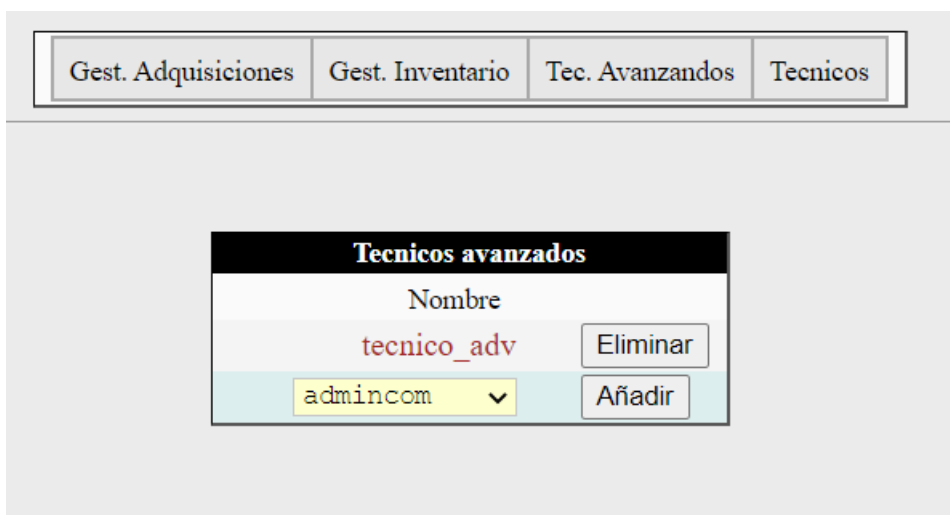 Gest. Adquisiciones Gest. Inventario Tec. Avanzandos Tecnicos
Tecnicos avanzados
Nombre
tecnico_adv Eliminar
admincom Añadir